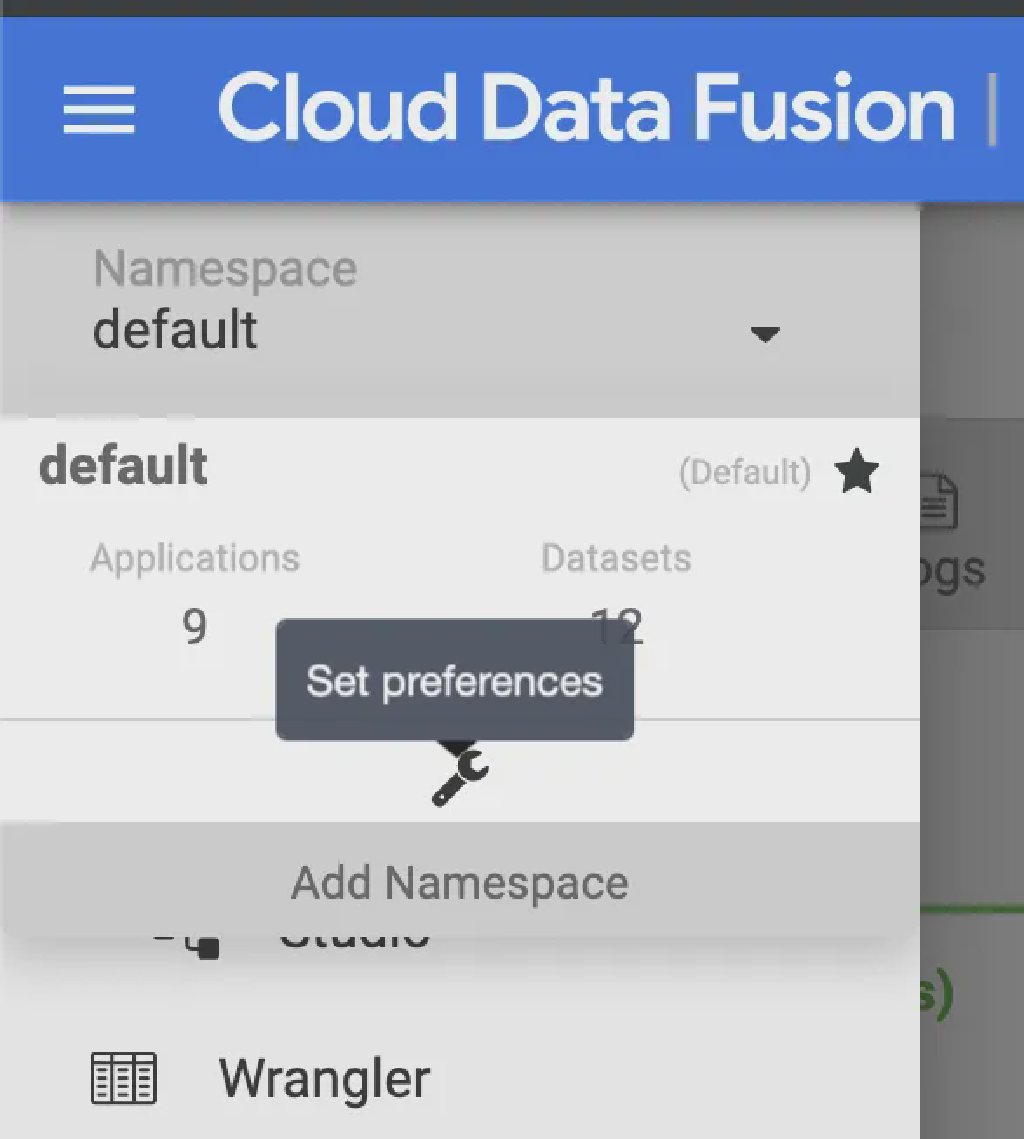 Cloud Data Fusion |
Namespace
default
default (Default)
Applications Datasets
9 12
Set preferences
Add Namespace
Studio
Wrangler
ogs
s)